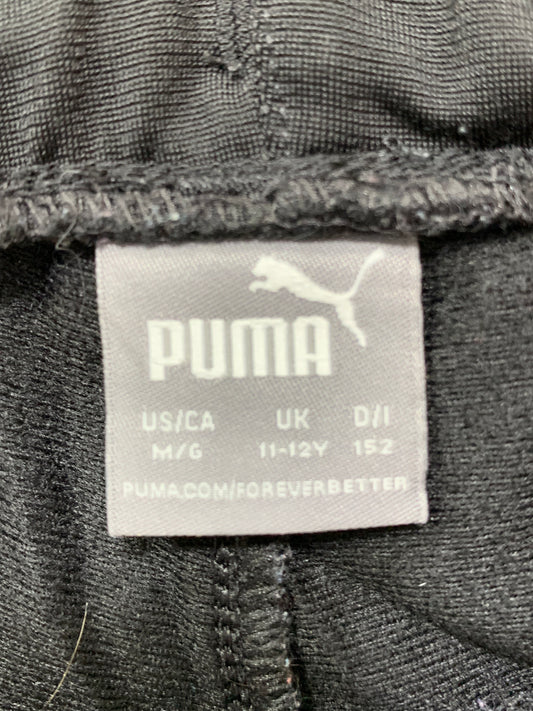 PUMA
US/CA UK D/I
M/G 11-12Y 152
PUMA.COM/FOREVERBETTER